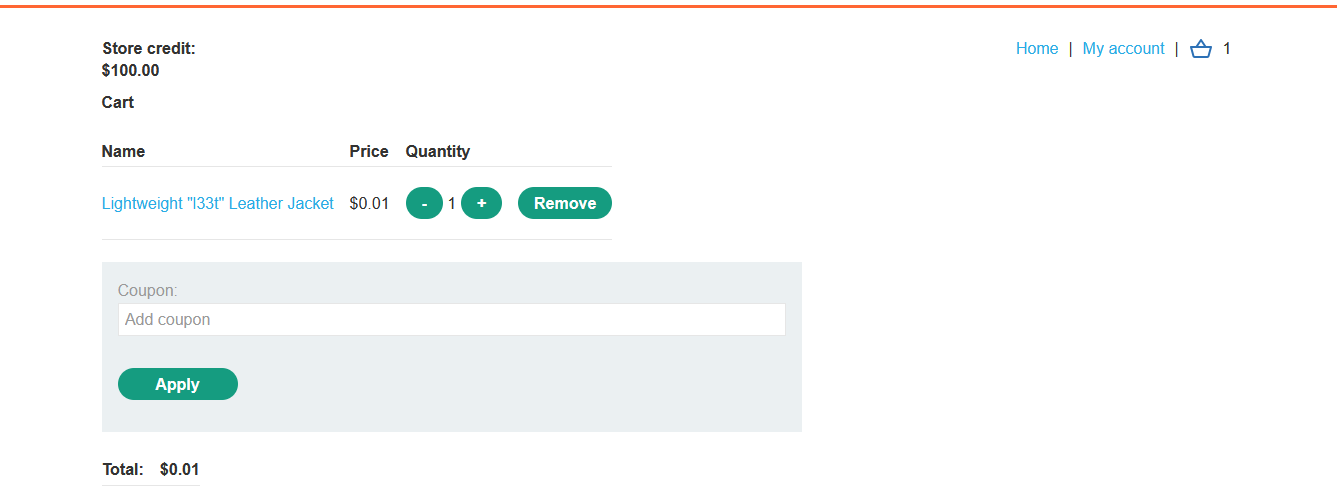 Store credit:
$100.00
Home | My account | 1
Cart
Name Price Quantity
Lightweight "l33t" Leather Jacket $0.01 - 1 + Remove
Coupon:
Add coupon
Apply
Total: $0.01